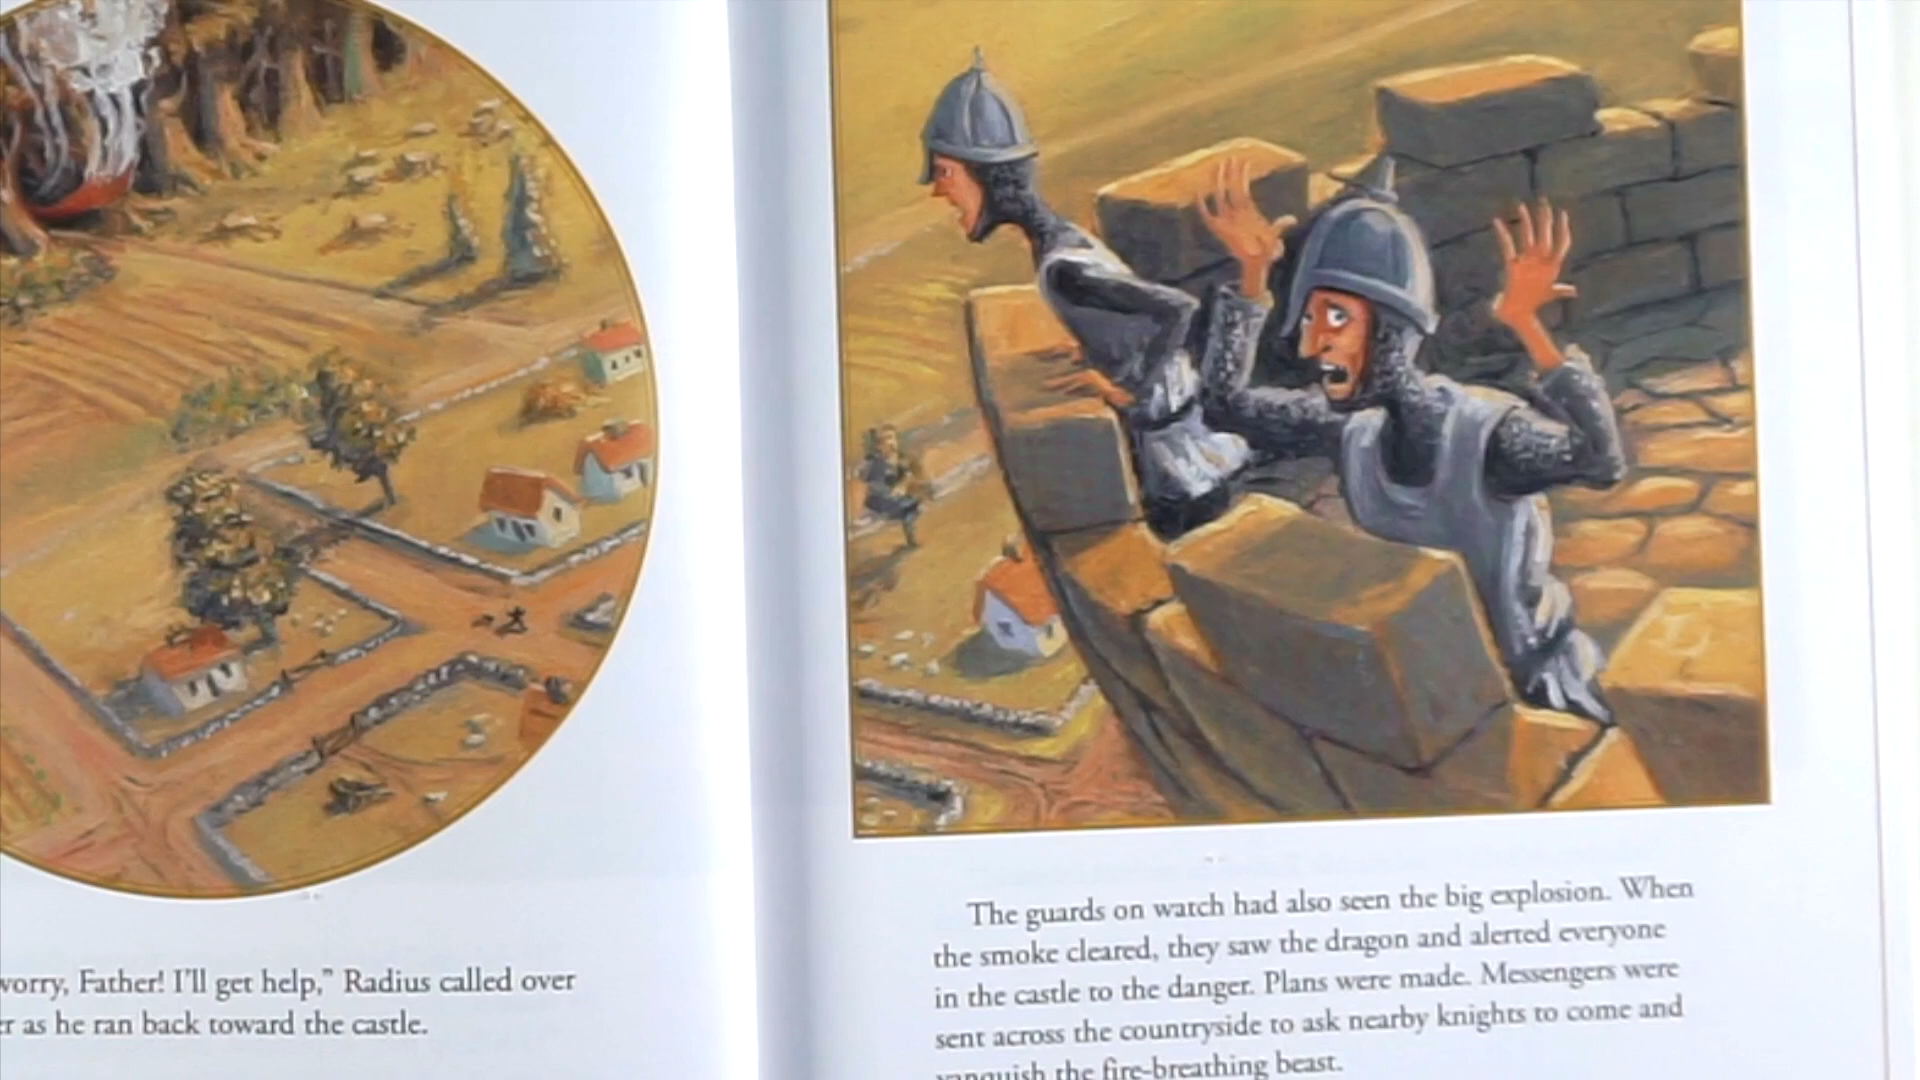 worry, Father! I'll get help," Radius called over
as he ran back toward the castle.
The guards on watch had also seen the big explosion. When
the smoke cleared, they saw the dragon and alerted everyone
in the castle to the danger. Plans were made. Messengers were
sent across the countryside to ask nearby knights to come and
vanquish the fire-breathing beast.